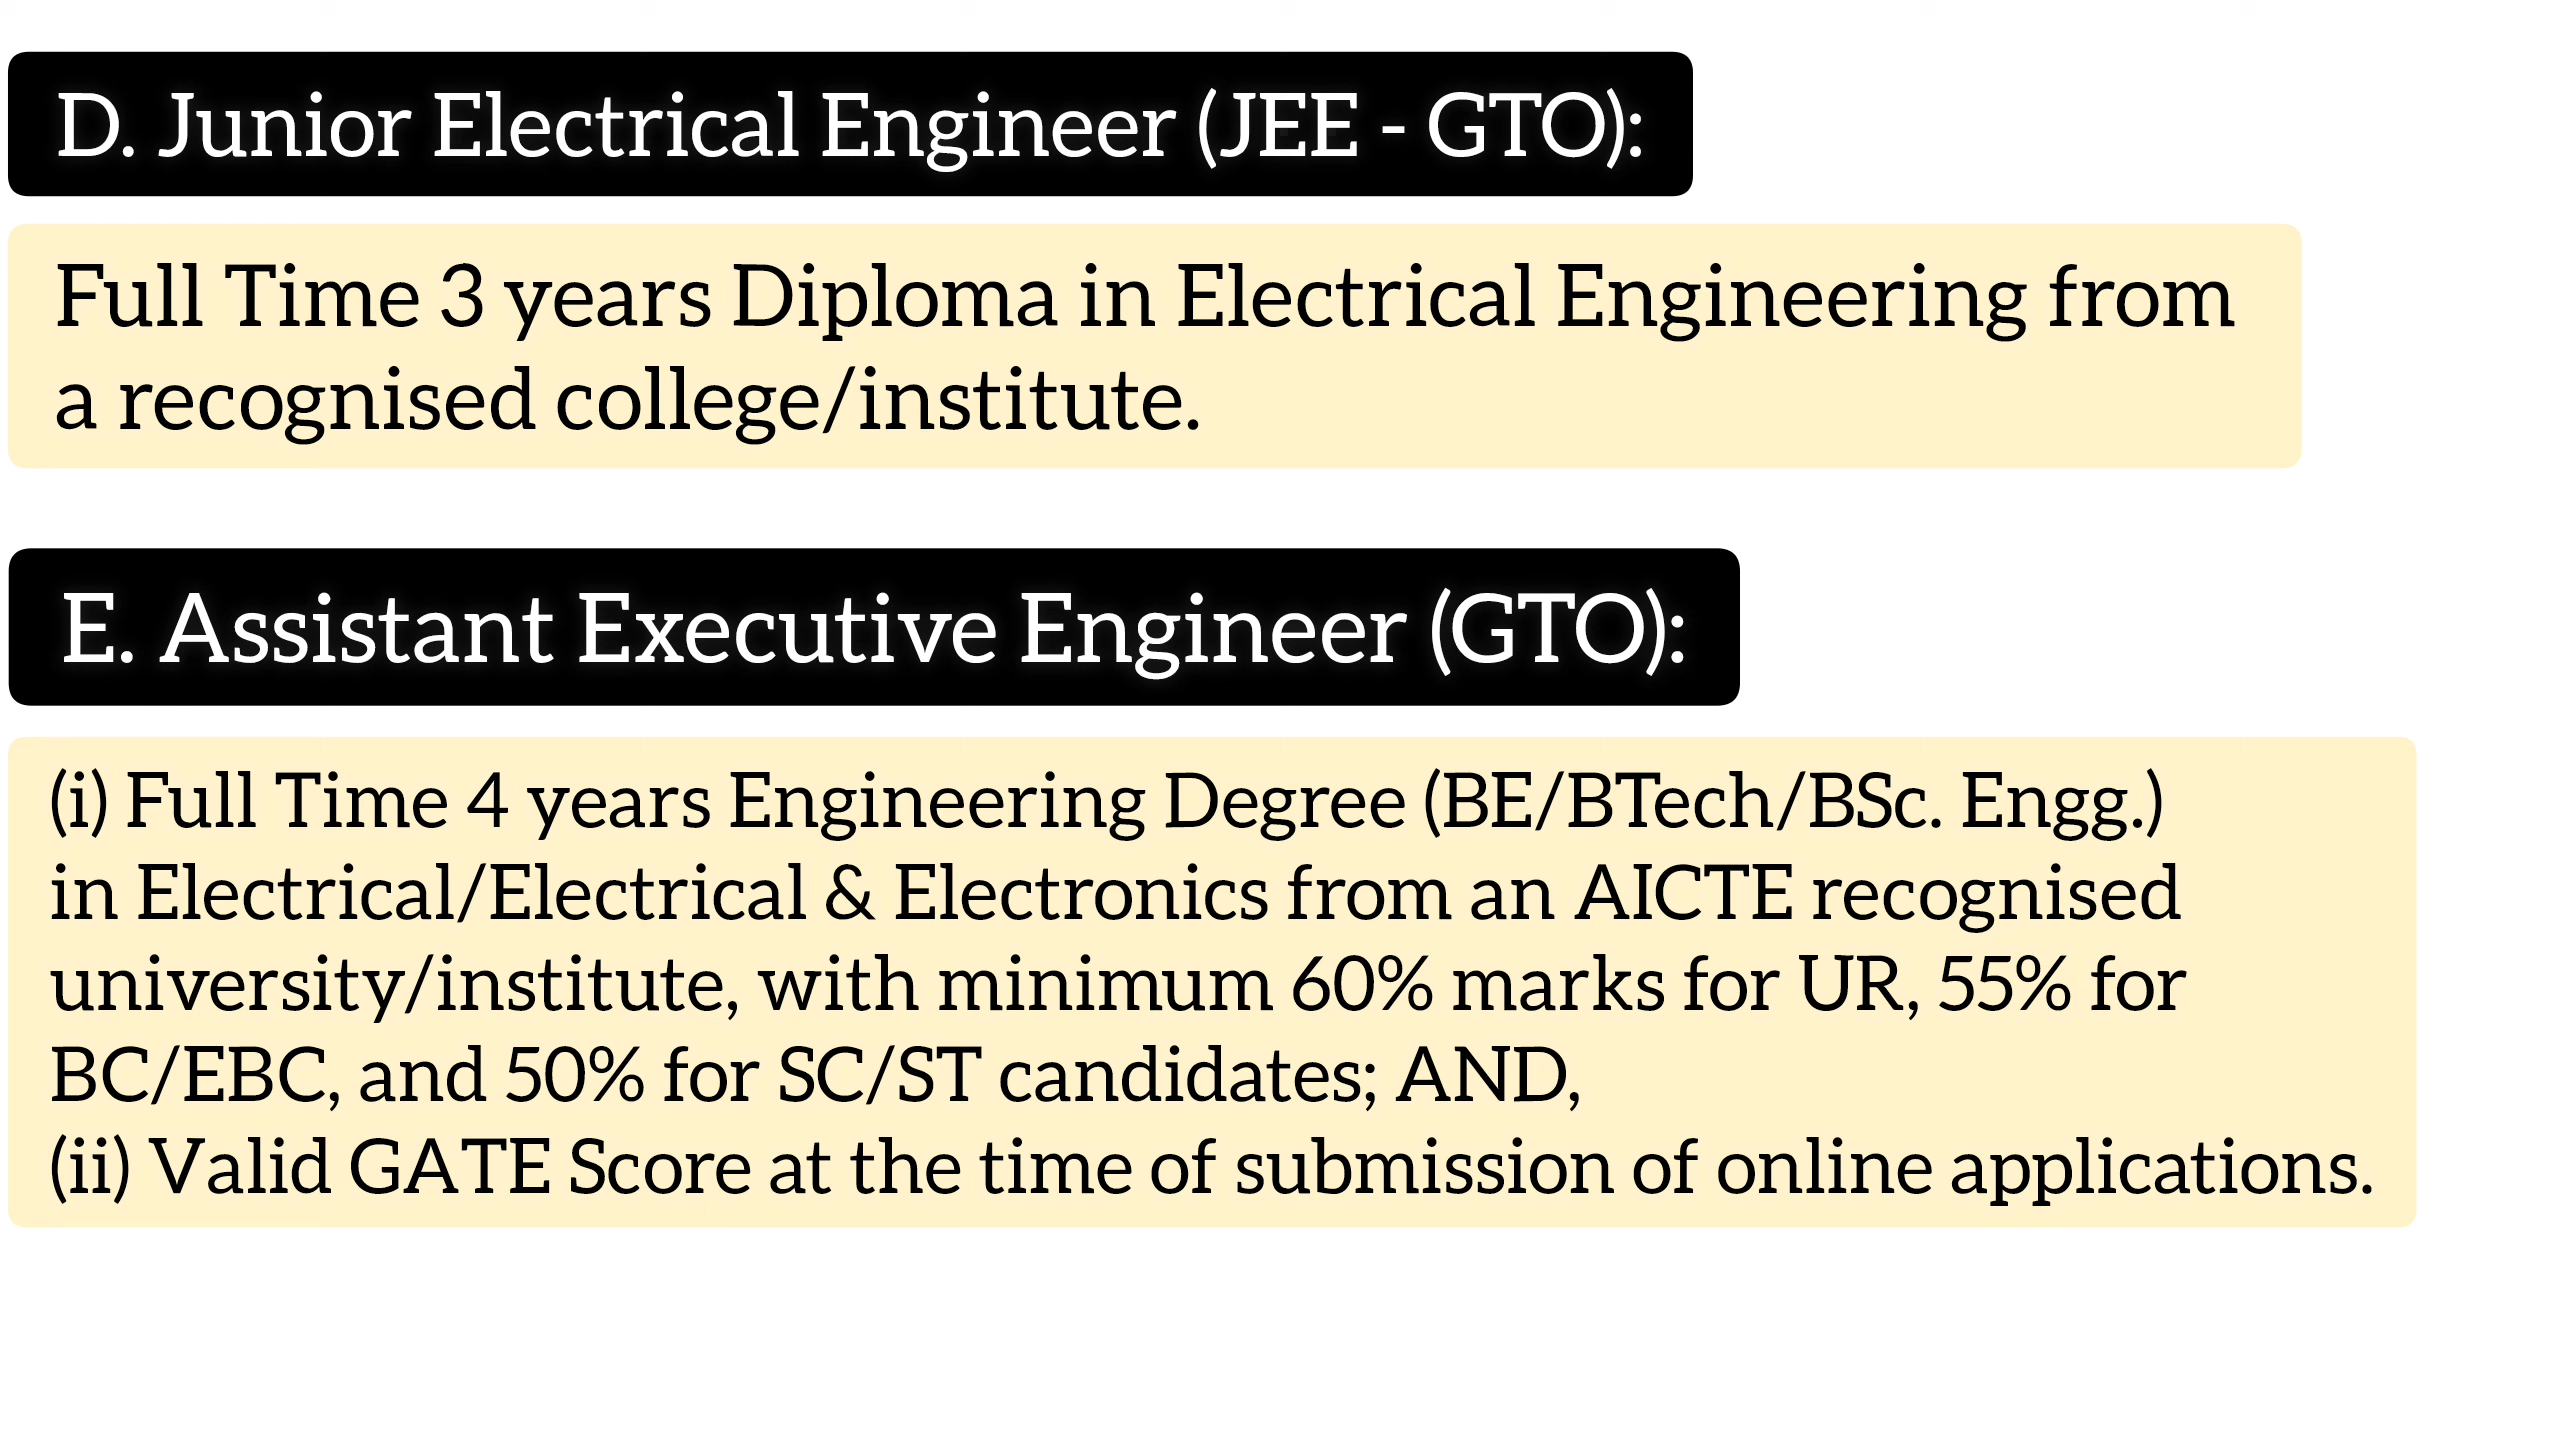 D. Junior Electrical Engineer (JEE - GTO):
Full Time 3 years Diploma in Electrical Engineering from
a recognised college/institute.
E. Assistant Executive Engineer (GTO):
(i) Full Time 4 years Engineering Degree (BE/BTech/BSc. Engg.)
in Electrical/Electrical & Electronics from an AICTE recognised
university/institute, with minimum 60% marks for UR, 55% for
BC/EBC, and 50% for SC/ST candidates; AND,
(ii) Valid GATE Score at the time of submission of online applications.